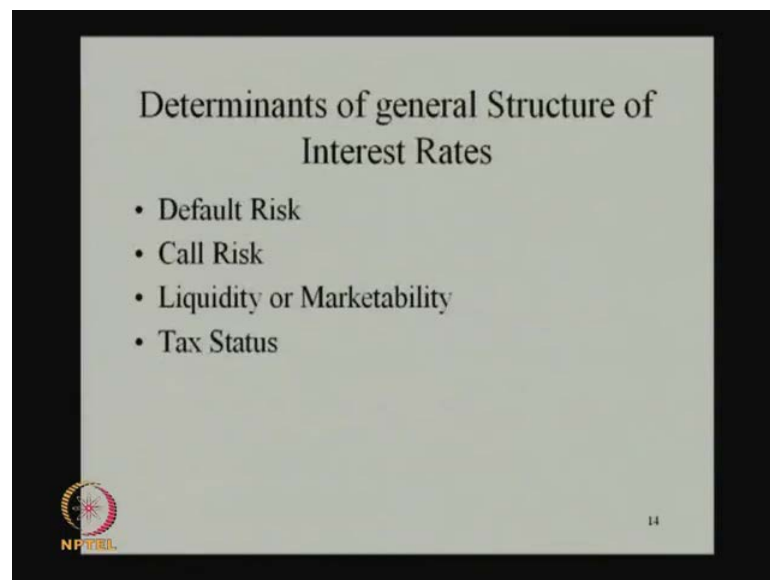 Determinants of general Structure of
Interest Rates
• Default Risk
• Call Risk
• Liquidity or Marketability
• Tax Status
14
NPTEL